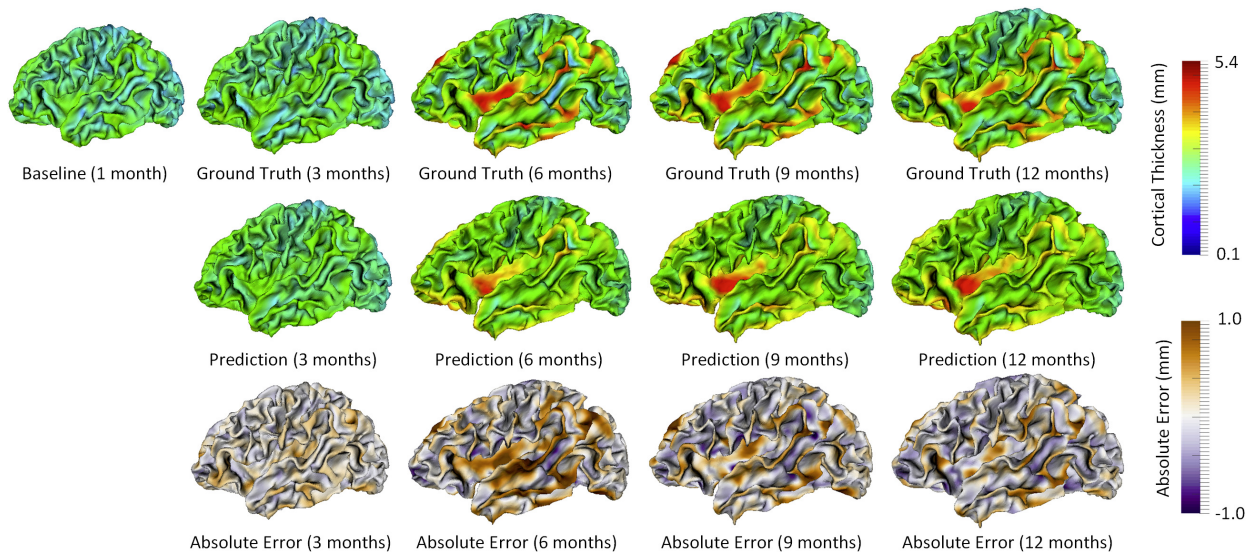 Baseline (1 month)
Ground Truth (3 months)
Ground Truth (6 months)
Ground Truth (9 months)
Ground Truth (12 months)
Cortical Thickness (mm)
5.4
0.1
Prediction (3 months)
Prediction (6 months)
Prediction (9 months)
Prediction (12 months)
Absolute Error (3 months)
Absolute Error (6 months)
Absolute Error (9 months)
Absolute Error (12 months)
Absolute Error (mm)
1.0
-1.0